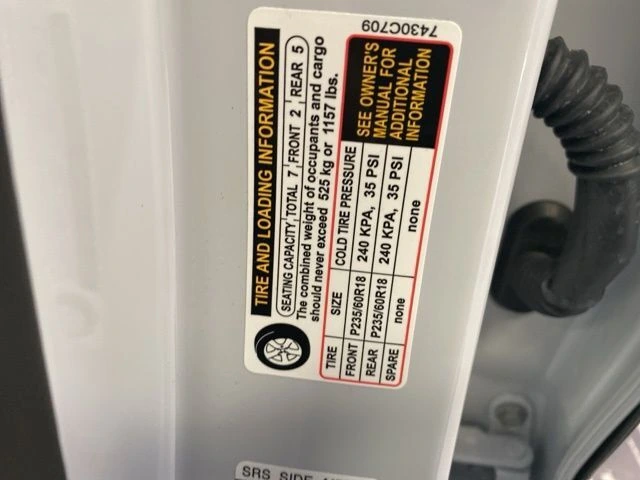 TIRE AND LOADING INFORMATION
SEATING CAPACITY TOTAL 7 FRONT 2 REAR 5
The combined weight of occupants and cargo
should never exceed 525 kg or 1157 lbs.
TIRE SIZE COLD TIRE PRESSURE
FRONT P235/60R18 240 KPA, 35 PSI
REAR P235/60R18 240 KPA, 35 PSI
SPARE none none
SEE OWNER'S
MANUAL FOR
ADDITIONAL
INFORMATION
7430C709
SRS SIDE